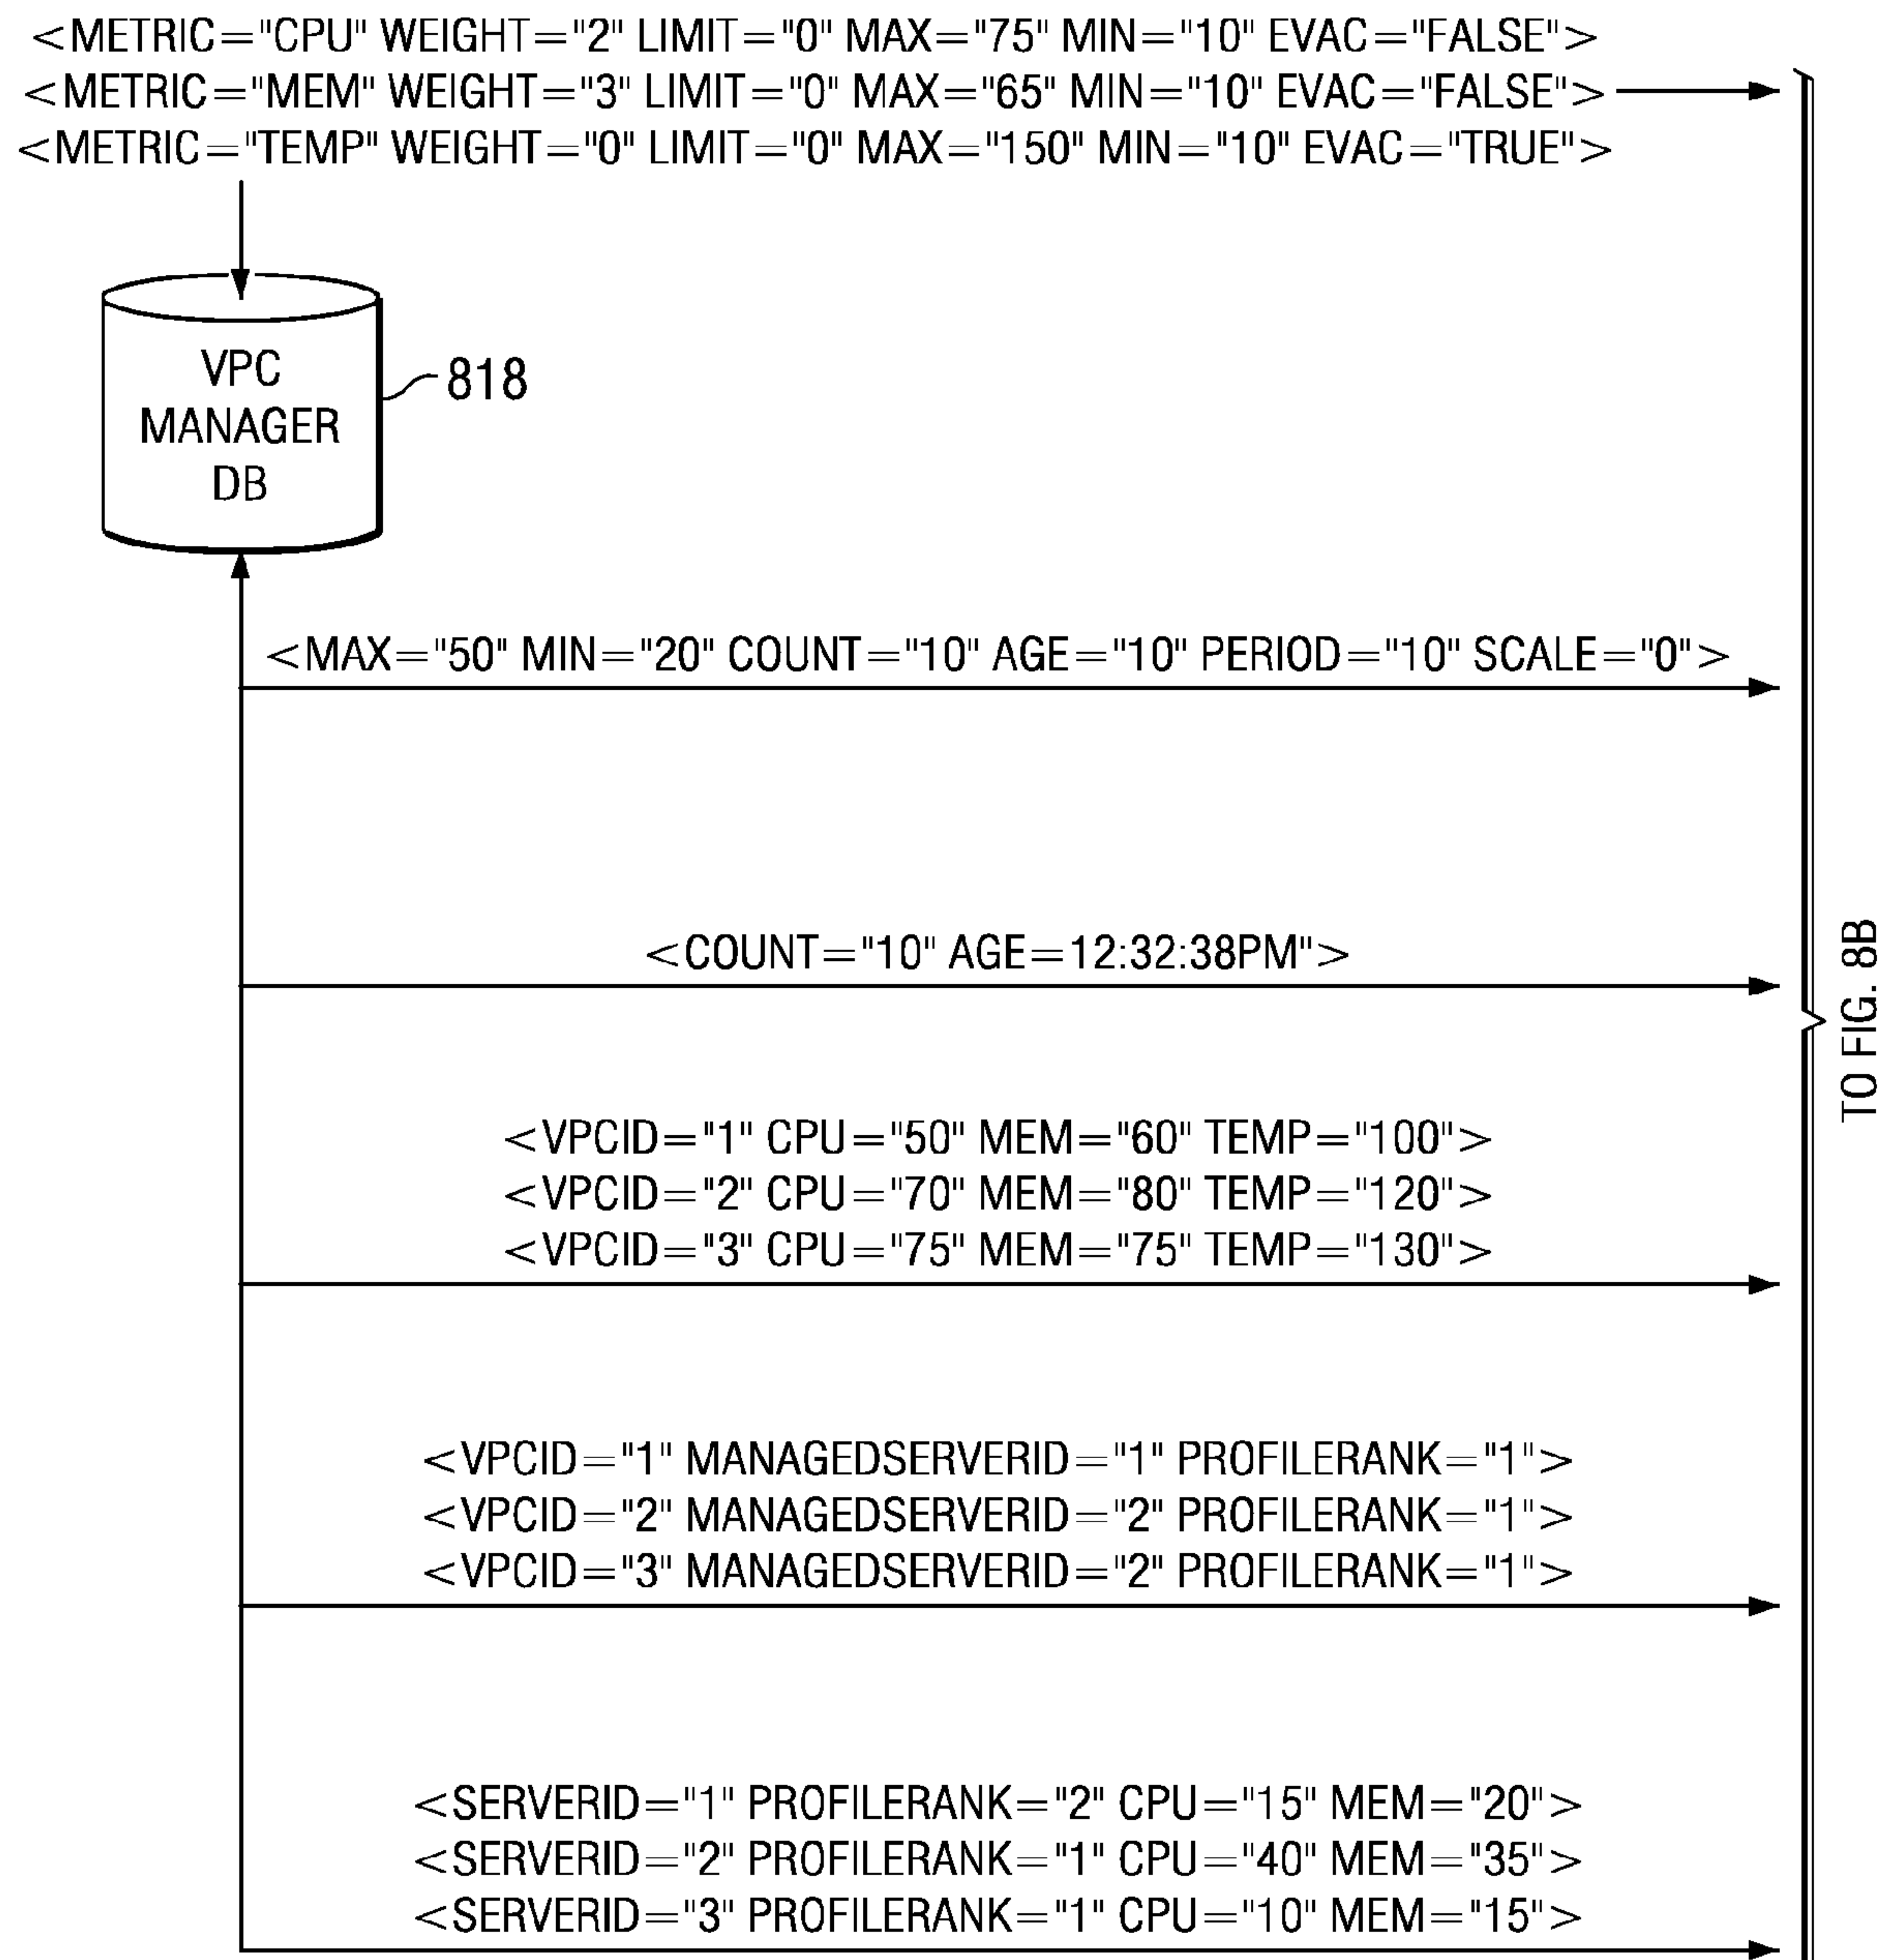 <METRIC="CPU" WEIGHT="2" LIMIT="0" MAX="75" MIN="10" EVAC="FALSE">
<METRIC="MEM" WEIGHT="3" LIMIT="0" MAX="65" MIN="10" EVAC="FALSE">
<METRIC="TEMP" WEIGHT="0" LIMIT="0" MAX="150" MIN="10" EVAC="TRUE">
VPC
MANAGER
DB
818
<MAX="50" MIN="20" COUNT="10" AGE="10" PERIOD="10" SCALE="0">
<COUNT="10" AGE=12:32:38PM">
<VPCID="1" CPU="50" MEM="60" TEMP="100">
<VPCID="2" CPU="70" MEM="80" TEMP="120">
<VPCID="3" CPU="75" MEM="75" TEMP="130">
<VPCID="1" MANAGEDSERVERID="1" PROFILERANK="1">
<VPCID="2" MANAGEDSERVERID="2" PROFILERANK="1">
<VPCID="3" MANAGEDSERVERID="2" PROFILERANK="1">
<SERVERID="1" PROFILERANK="2" CPU="15" MEM="20">
<SERVERID="2" PROFILERANK="1" CPU="40" MEM="35">
<SERVERID="3" PROFILERANK="1" CPU="10" MEM="15">
TO FIG. 8B